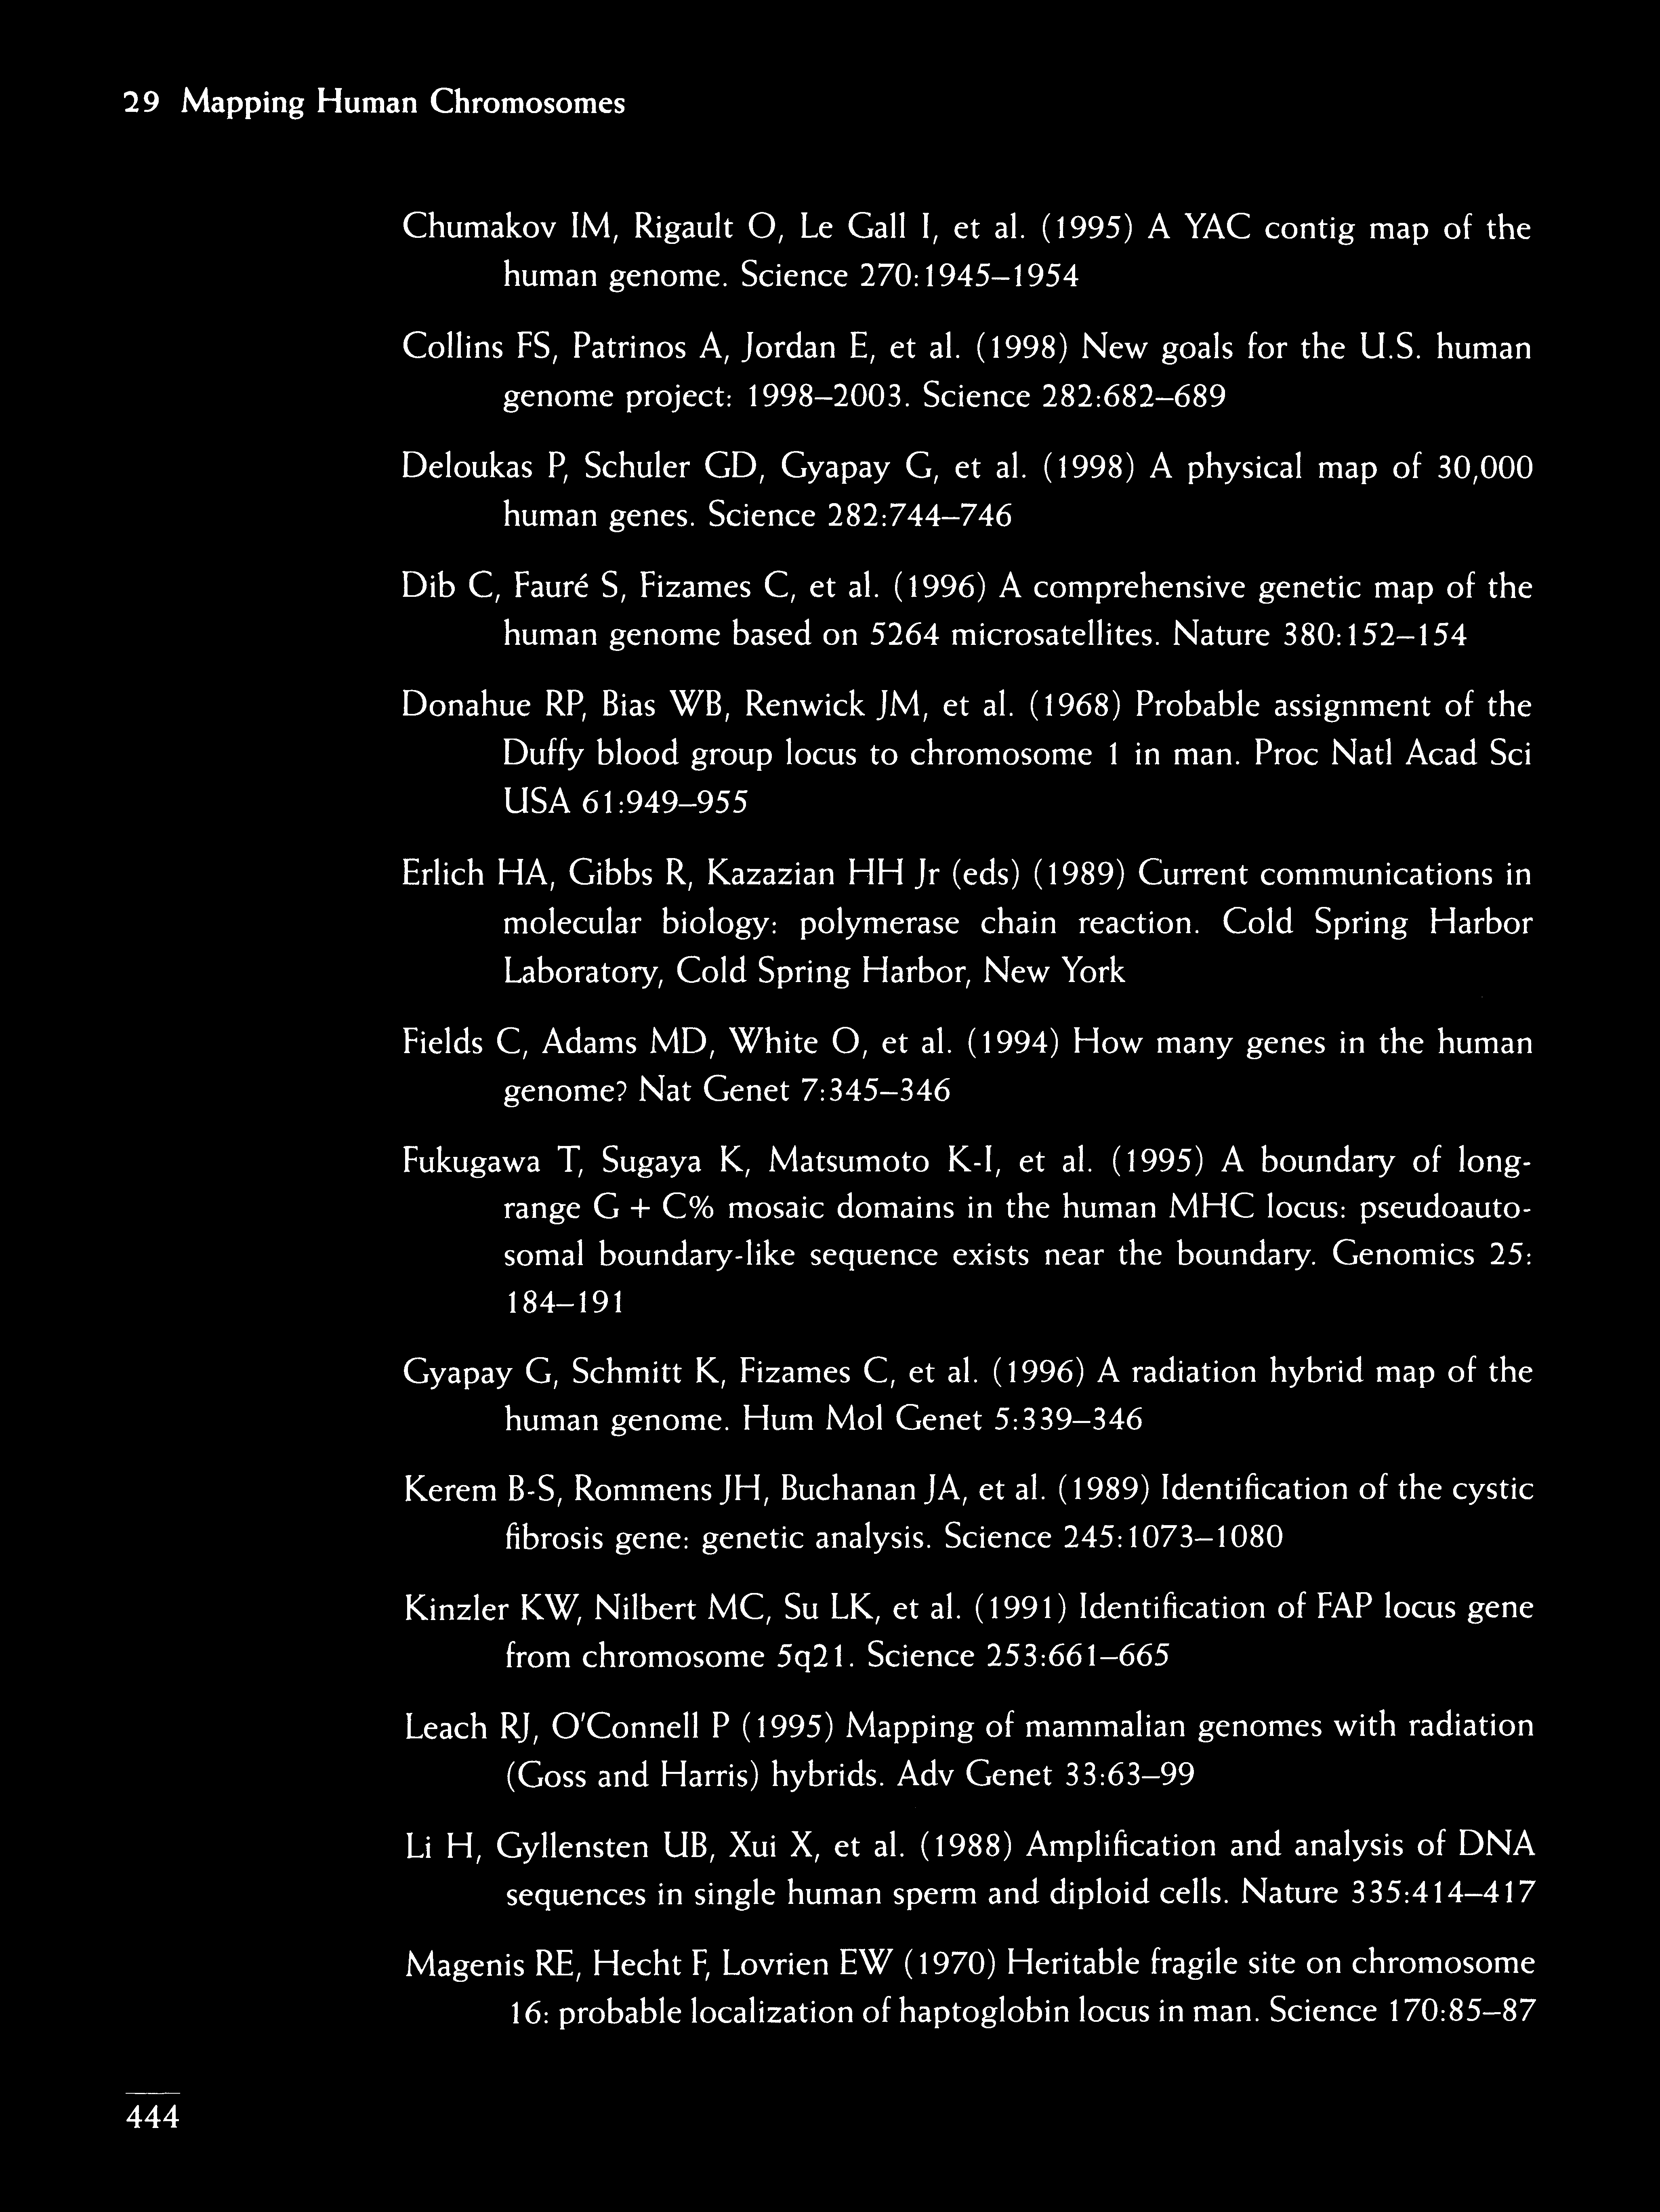 29 Mapping Human Chromosomes
Chumakov IM, Rigault O, Le Gall I, et al. (1995) A YAC contig map of the
human genome. Science 270:1945–1954
Collins FS, Patrinos A, Jordan E, et al. (1998) New goals for the U.S. human
genome project: 1998–2003. Science 282:682–689
Deloukas P, Schuler GD, Gyapay G, et al. (1998) A physical map of 30,000
human genes. Science 282:744–746
Dib C, Fauré S, Fizames C, et al. (1996) A comprehensive genetic map of the
human genome based on 5264 microsatellites. Nature 380:152–154
Donahue RP, Bias WB, Renwick JM, et al. (1968) Probable assignment of the
Duffy blood group locus to chromosome 1 in man. Proc Natl Acad Sci
USA 61:949–955
Erlich HA, Gibbs R, Kazazian HH Jr (eds) (1989) Current communications in
molecular biology: polymerase chain reaction. Cold Spring Harbor
Laboratory, Cold Spring Harbor, New York
Fields C, Adams MD, White O, et al. (1994) How many genes in the human
genome? Nat Genet 7:345–346
Fukugawa T, Sugaya K, Matsumoto K-I, et al. (1995) A boundary of long-
range G + C% mosaic domains in the human MHC locus: pseudoauto-
somal boundary-like sequence exists near the boundary. Genomics 25:
184–191
Gyapay G, Schmitt K, Fizames C, et al. (1996) A radiation hybrid map of the
human genome. Hum Mol Genet 5:339–346
Kerem B-S, Rommens JH, Buchanan JA, et al. (1989) Identification of the cystic
fibrosis gene: genetic analysis. Science 245:1073–1080
Kinzler KW, Nilbert MC, Su LK, et al. (1991) Identification of FAP locus gene
from chromosome 5q21. Science 253:661–665
Leach RJ, O'Connell P (1995) Mapping of mammalian genomes with radiation
(Goss and Harris) hybrids. Adv Genet 33:63–99
Li H, Gyllensten UB, Xui X, et al. (1988) Amplification and analysis of DNA
sequences in single human sperm and diploid cells. Nature 335:414–417
Magenis RE, Hecht F, Lovrien EW (1970) Heritable fragile site on chromosome
16: probable localization of haptoglobin locus in man. Science 170:85–87
444